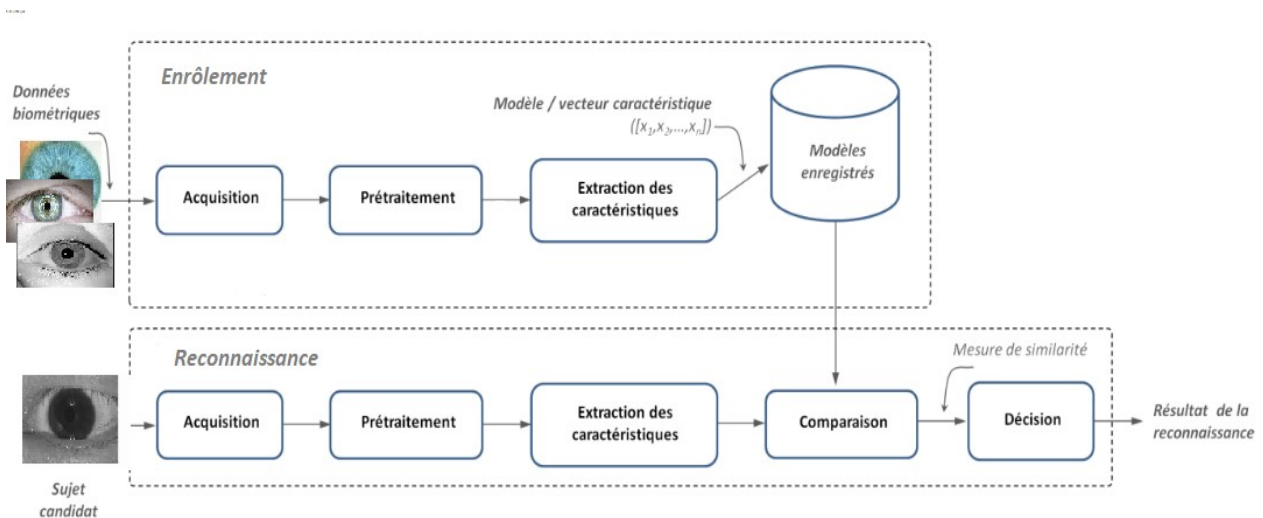 Enrôlement
Données
biométriques
Modèle / vecteur caractéristique
([x1,x2,...,xn])
Modèles
enregistrés
Acquisition
Prétraitement
Extraction des
caractéristiques
Reconnaissance
Mesure de similarité
Acquisition
Prétraitement
Extraction des
caractéristiques
Comparaison
Décision
Résultat de la
reconnaissance
Sujet
candidat